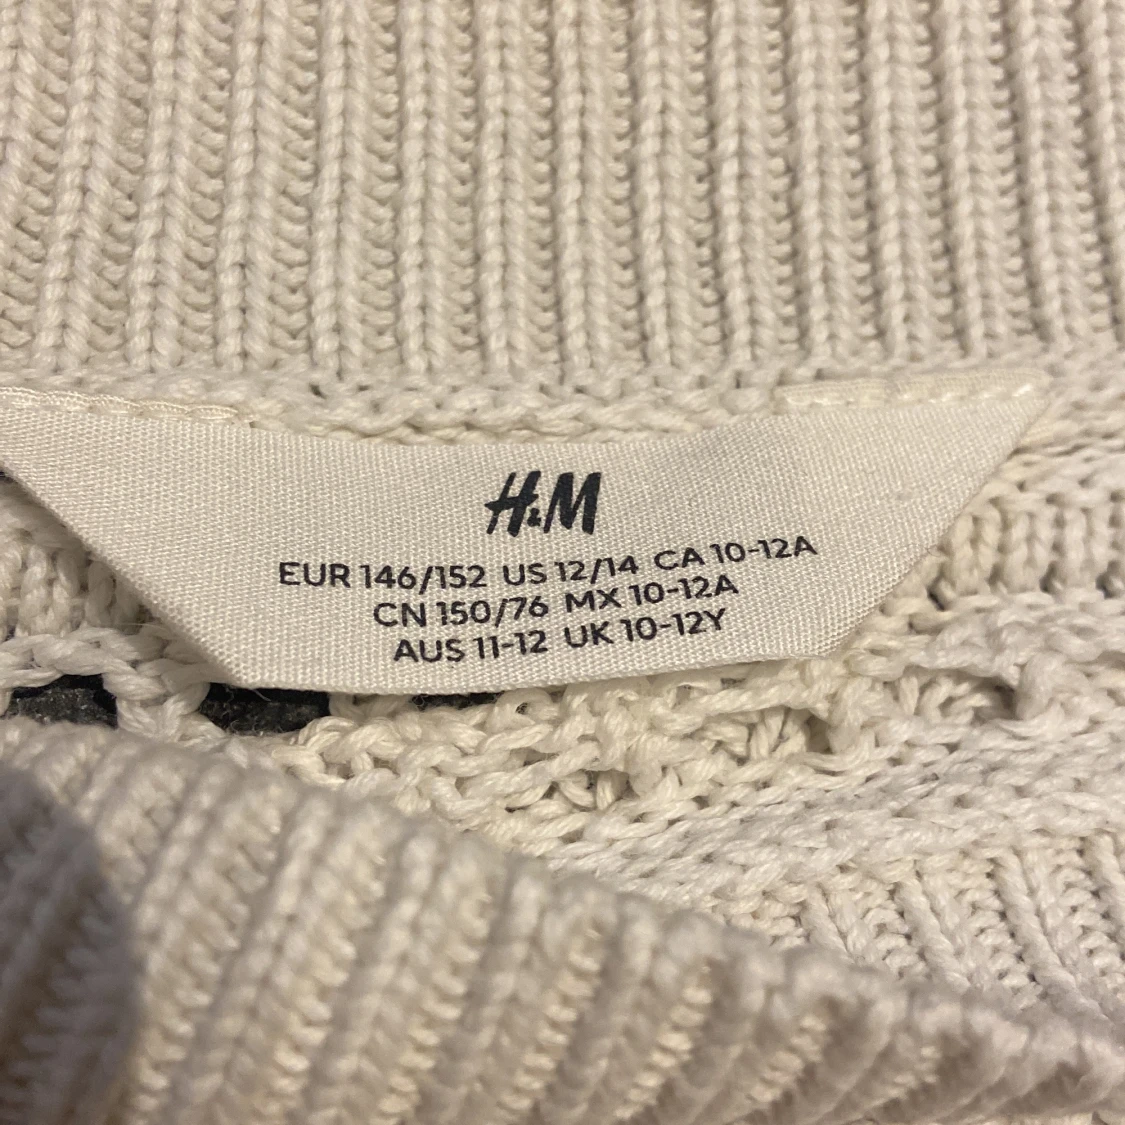 H&M
EUR 146/152 US 12/14 CA 10-12A
CN 150/76 MX 10-12A
AUS 11-12 UK 10-12Y